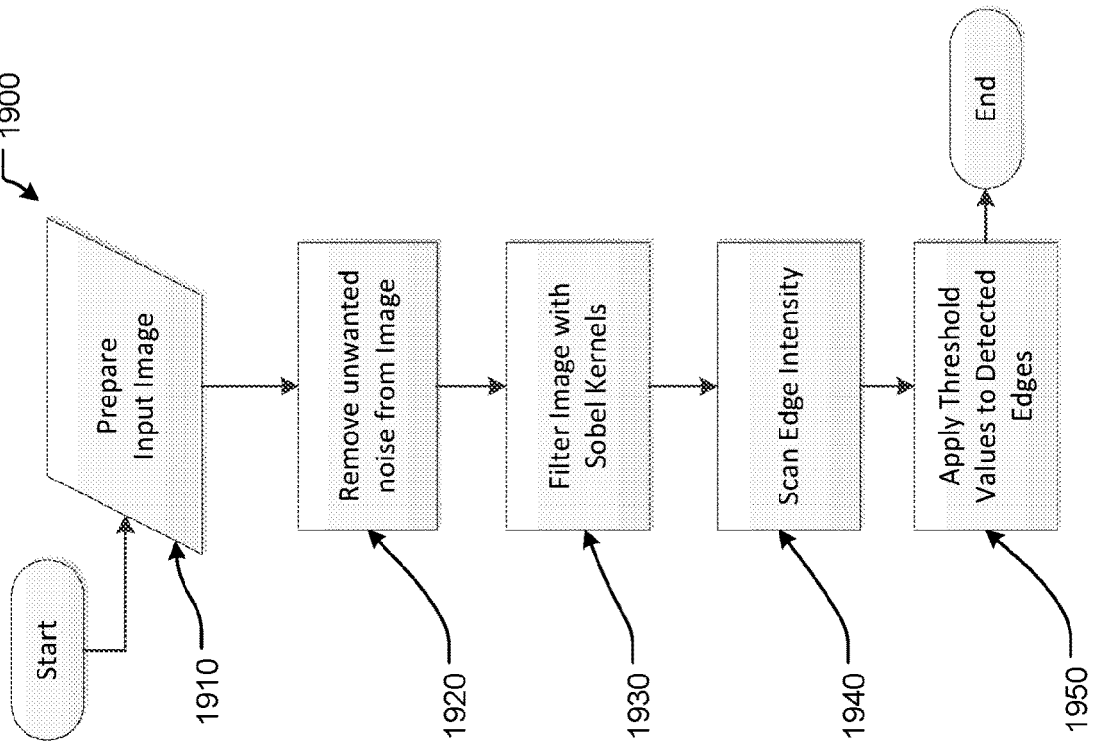 1900
Start
Prepare
Input Image
1910
Remove unwanted
noise from Image
1920
Filter Image with
Sobel Kernels
1930
Scan Edge Intensity
1940
Apply Threshold
Values to Detected
Edges
1950
End